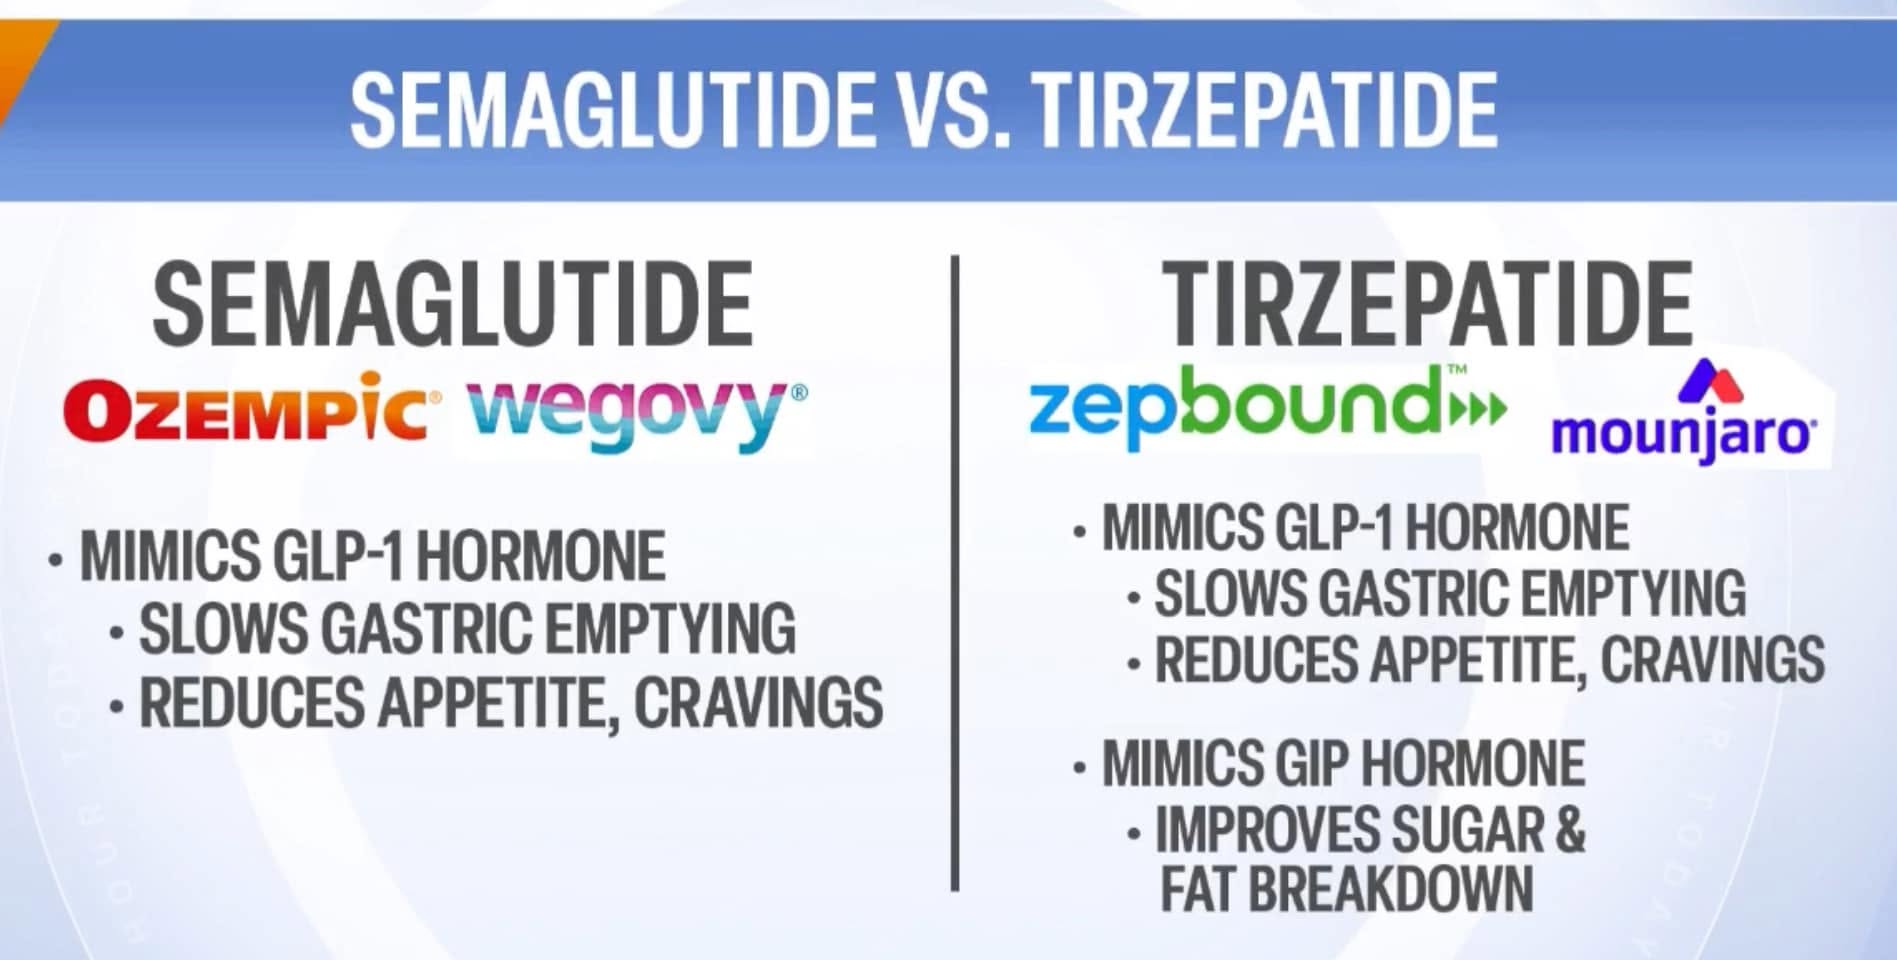 SEMAGLUTIDE VS. TIRZEPATIDE
SEMAGLUTIDE
OZEMPIC® wegovy®
• MIMICS GLP-1 HORMONE
• SLOWS GASTRIC EMPTYING
• REDUCES APPETITE, CRAVINGS
TIRZEPATIDE
zepbound™
mounjaro®
• MIMICS GLP-1 HORMONE
• SLOWS GASTRIC EMPTYING
• REDUCES APPETITE, CRAVINGS
• MIMICS GIP HORMONE
• IMPROVES SUGAR &
FAT BREAKDOWN